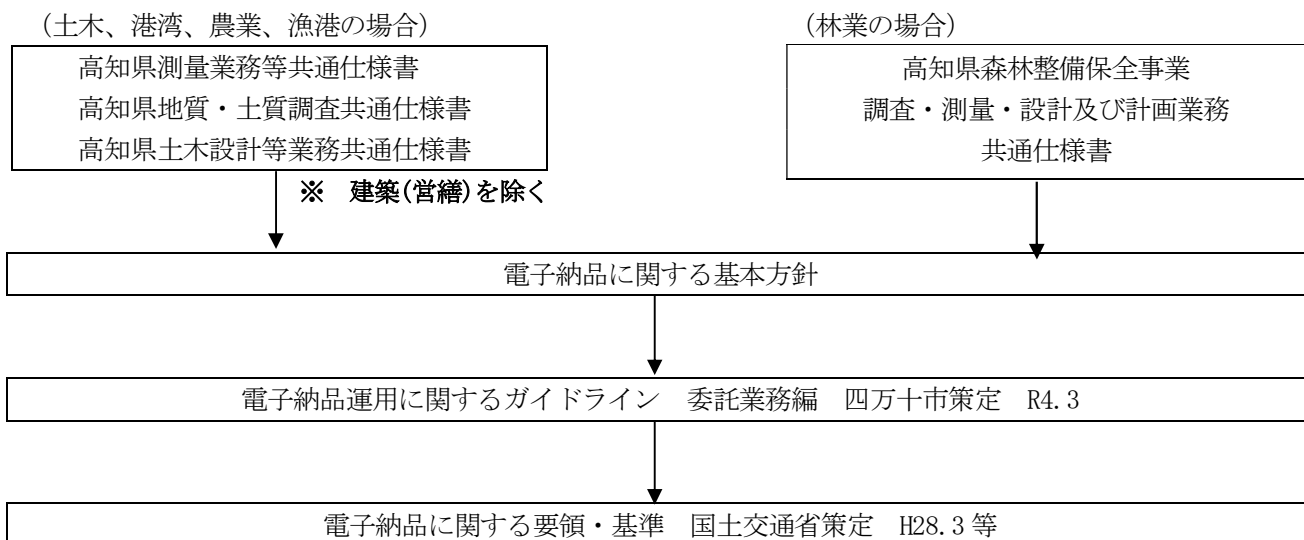 （土木、港湾、農業、漁港の場合）
高知県測量業務等共通仕様書
高知県地質・土質調査共通仕様書
高知県土木設計等業務共通仕様書
※　建築(営繕)を除く
（林業の場合）
高知県森林整備保全事業
調査・測量・設計及び計画業務
共通仕様書
電子納品に関する基本方針
電子納品運用に関するガイドライン　委託業務編　四万十市策定　R4.3
電子納品に関する要領・基準　国土交通省策定　H28.3 等